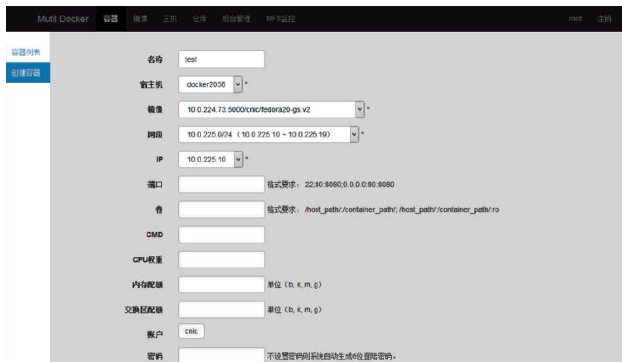 Mutil Docker 容器 镜像 主机 仓库 后台管理 MFS监控 root 注销
容器列表
创建容器
名称 test
宿主机 docker2036 *
镜像 10.0.224.73:5000/cnic/fedora20-gs:v2 *
网段 10.0.225.0/24 （10.0.225.10 ~ 10.0.225.19） *
IP 10.0.225.10 *
端口 格式要求： 22;80:8080;0.0.0.0:80:8080
卷 格式要求： /host_path/:/container_path/; /host_path/:/container_path/:ro
CMD
CPU权重
内存配额 单位（b, k, m, g）
交换区配额 单位（b, k, m, g）
账户 cnic
密码 不设置密码则系统自动生成6位登陆密码。